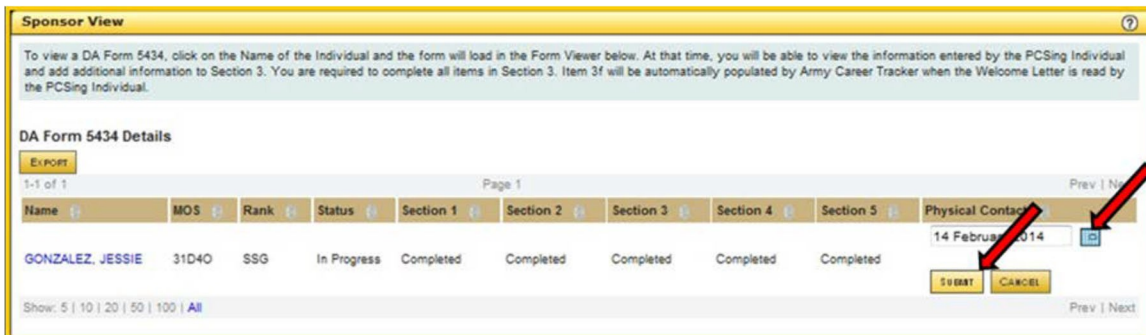 Sponsor View
To view a DA Form 5434, click on the Name of the Individual and the form will load in the Form Viewer below. At that time, you will be able to view the information entered by the PCSing Individual
and add additional information to Section 3. You are required to complete all items in Section 3. Item 3f will be automatically populated by Army Career Tracker when the Welcome Letter is read by
the PCSing Individual.
DA Form 5434 Details
EXPORT
1-1 of 1 Page 1 Prev |
Name MOS Rank Status Section 1 Section 2 Section 3 Section 4 Section 5 Physical Contact
14 2014
GONZALEZ, JESSIE 31D4O SSG In Progress Completed Completed Completed Completed Completed
SUBMIT CANCEL
Show: 5 | 10 | 20 | 50 | 100 | All Prev | Next